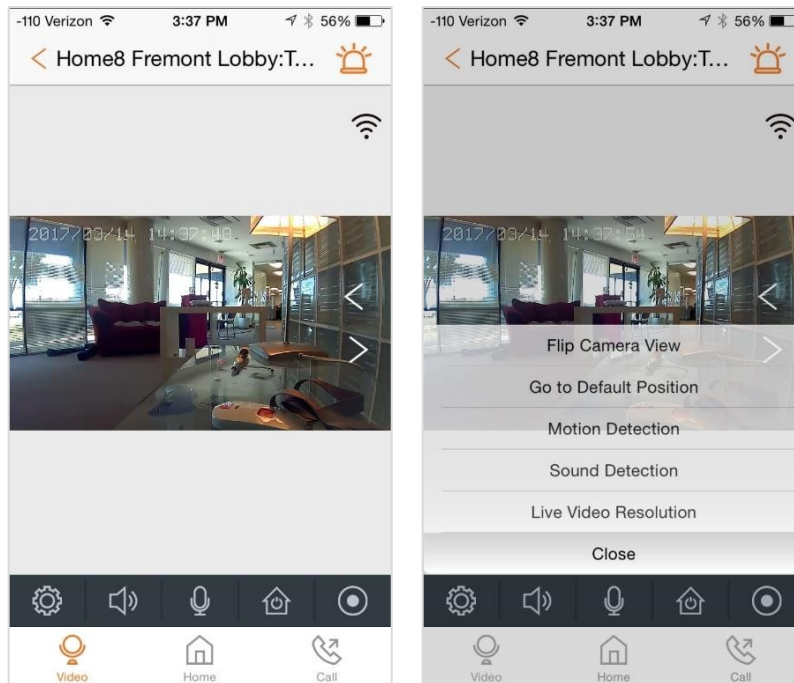 -110 Verizon 3:37 PM 56%
Home8 Fremont Lobby:T...
2017/03/14 14:37:48
Video Home Call
-110 Verizon 3:37 PM 56%
Home8 Fremont Lobby:T...
2017/03/14 14:37:54
Flip Camera View
Go to Default Position
Motion Detection
Sound Detection
Live Video Resolution
Close
Video Home Call